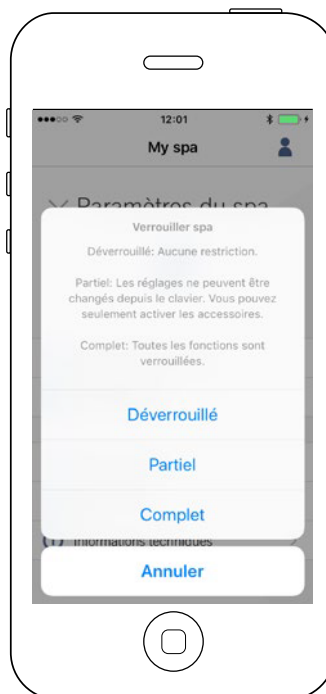 12:01
My spa
Paramètres du spa
Verrouiller spa
Déverrouillé: Aucune restriction.
Partiel: Les réglages ne peuvent être
changés depuis le clavier. Vous pouvez
seulement activer les accessoires.
Complet: Toutes les fonctions sont
verrouillées.
Déverrouillé
Partiel
Complet
Informations techniques
Annuler